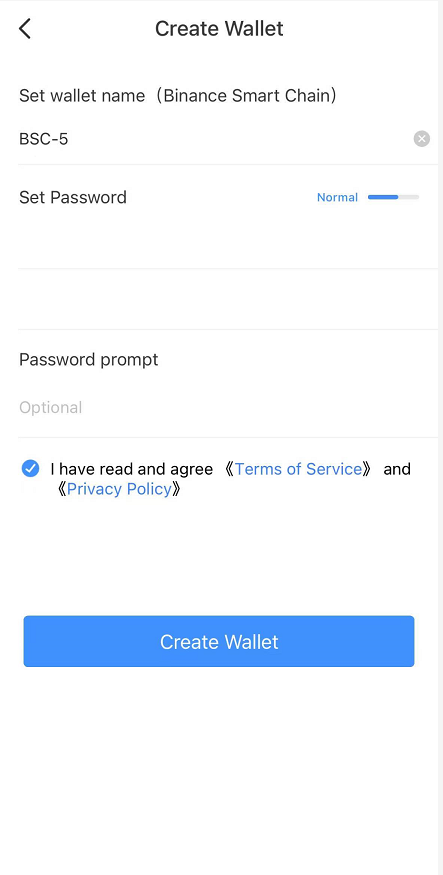 Create Wallet
Set wallet name（Binance Smart Chain）
BSC-5
Set Password Normal
Password prompt
Optional
I have read and agree 《Terms of Service》 and
《Privacy Policy》
Create Wallet